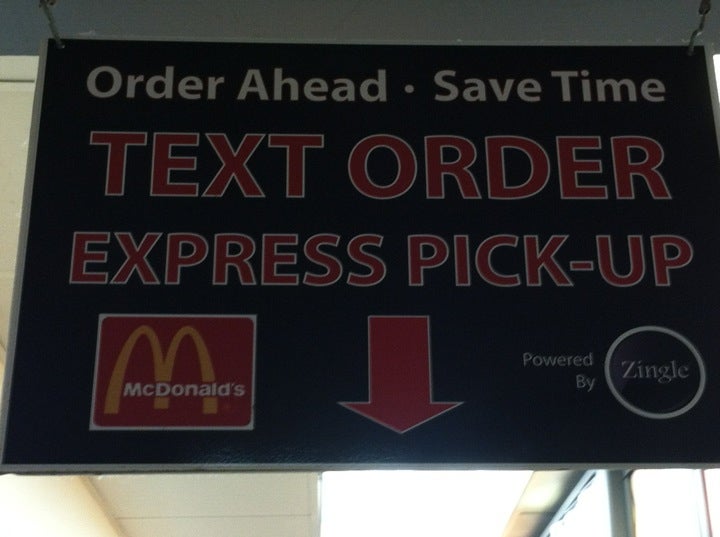 Order Ahead · Save Time
TEXT ORDER
EXPRESS PICK-UP
McDonald's
Powered
By
Zingle